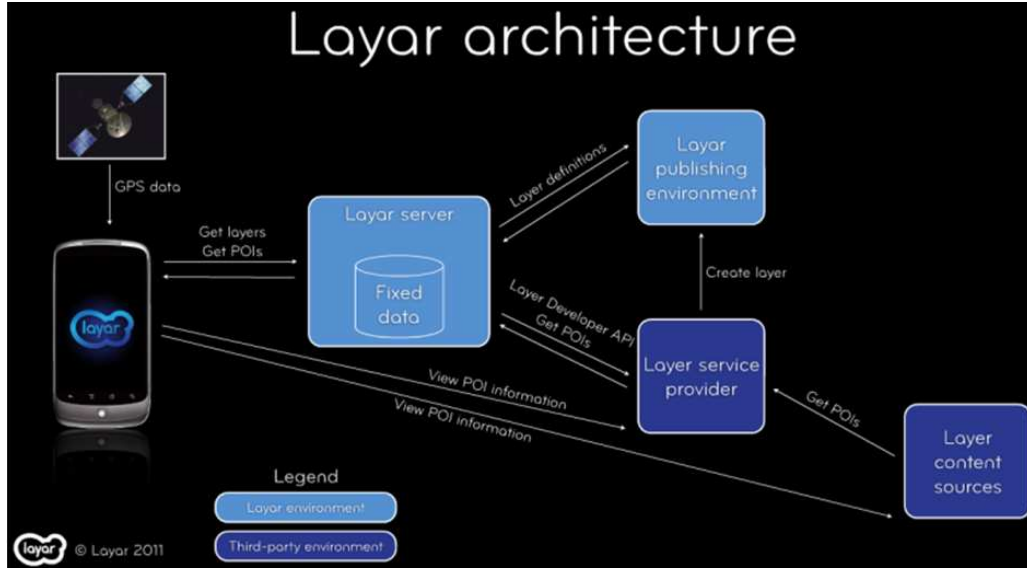 Layar architecture
GPS data
Get layers
Get POIs
Layar server
Fixed
data
Layer definitions
Layar
publishing
environment
Create layer
Layer Developer API
Get POIs
Layer service
provider
View POI information
View POI information
Get POIs
Layer
content
sources
layar
Legend
Layar environment
Third-party environment
layar
© Layar 2011